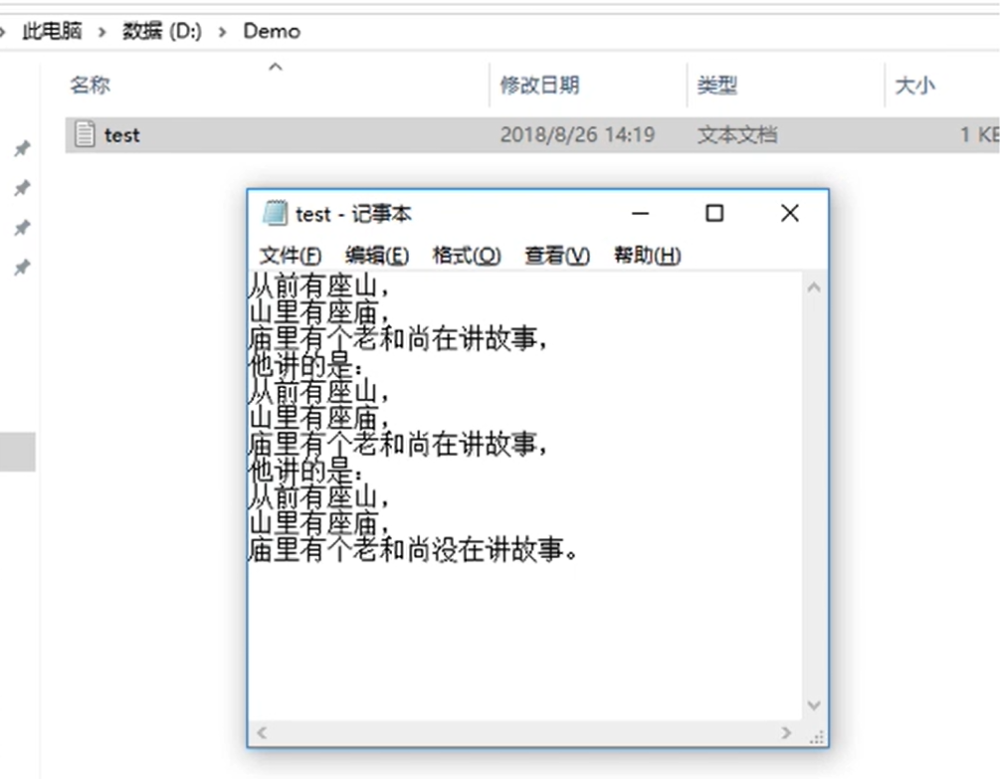 此电脑 › 数据 (D:) › Demo
名称 修改日期 类型 大小
test 2018/8/26 14:19 文本文档 1 KB
test - 记事本
文件(F) 编辑(E) 格式(O) 查看(V) 帮助(H)
从前有座山，
山里有座庙，
庙里有个老和尚在讲故事，
他讲的是：
从前有座山，
山里有座庙，
庙里有个老和尚在讲故事，
他讲的是：
从前有座山，
山里有座庙，
庙里有个老和尚没在讲故事。